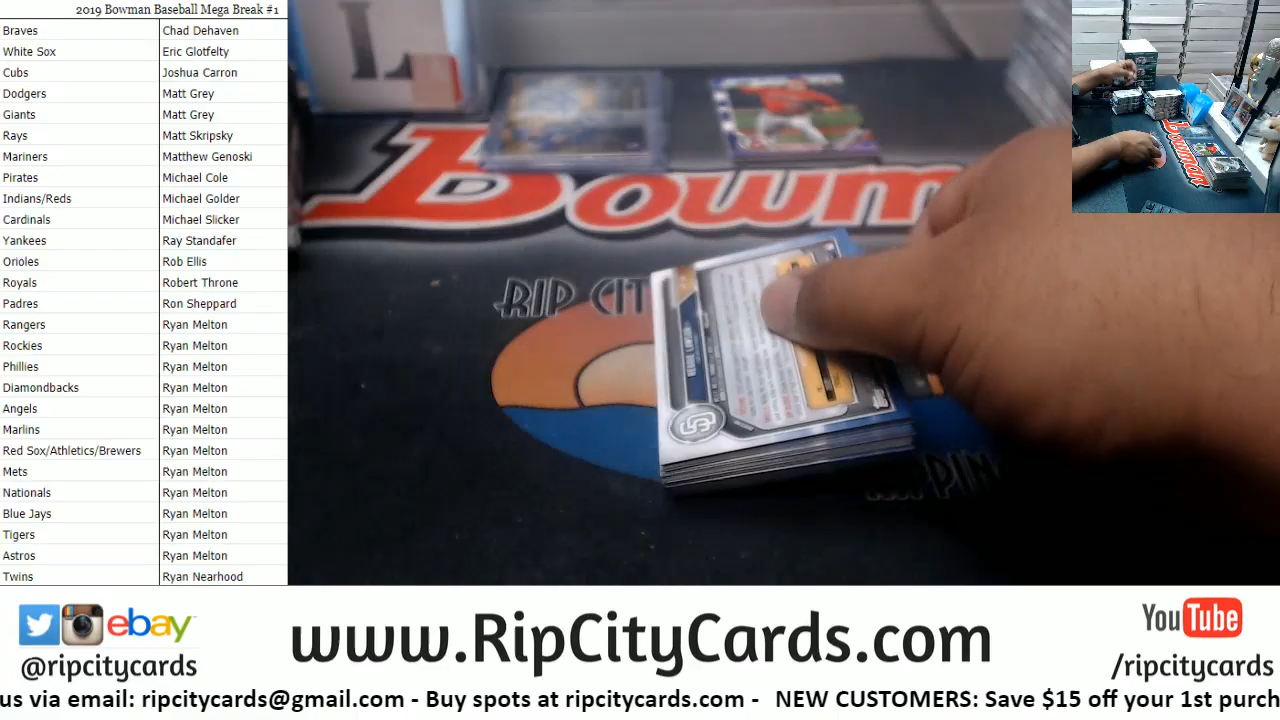 2019 Bowman Baseball Mega Break #1
Braves Chad Dehaven
White Sox Eric Glotfelty
Cubs Joshua Carron
Dodgers Matt Grey
Giants Matt Grey
Rays Matt Skripsky
Mariners Matthew Genoski
Pirates Michael Cole
Indians/Reds Michael Golder
Cardinals Michael Slicker
Yankees Ray Standafer
Orioles Rob Ellis
Royals Robert Throne
Padres Ron Sheppard
Rangers Ryan Melton
Rockies Ryan Melton
Phillies Ryan Melton
Diamondbacks Ryan Melton
Angels Ryan Melton
Marlins Ryan Melton
Red Sox/Athletics/Brewers Ryan Melton
Mets Ryan Melton
Nationals Ryan Melton
Blue Jays Ryan Melton
Tigers Ryan Melton
Astros Ryan Melton
Twins Ryan Nearhood
L
Bowm
Bowman
RIP CIT
SD
PIN
ebay
@ripcitycards
www.RipCityCards.com
YouTube
/ripcitycards
us via email: ripcitycards@gmail.com - Buy spots at ripcitycards.com - NEW CUSTOMERS: Save $15 off your 1st purch